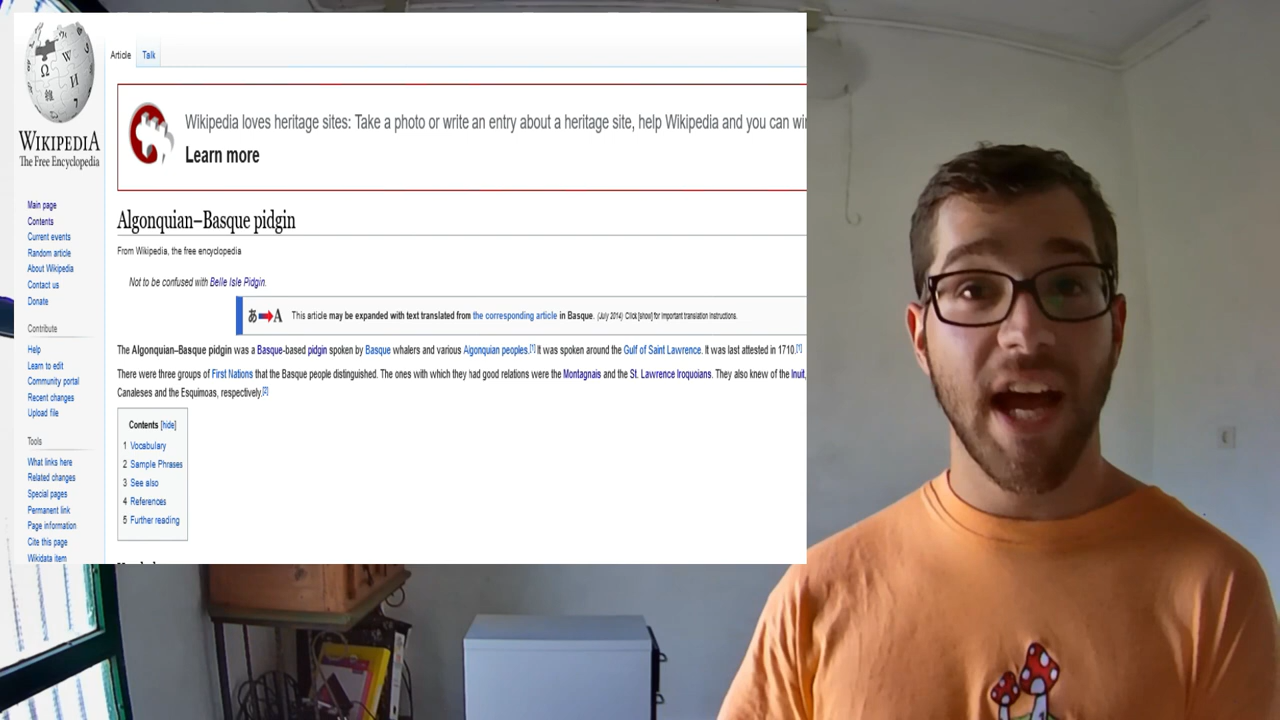 WIKIPEDIA
The Free Encyclopedia
Main page
Contents
Current events
Random article
About Wikipedia
Contact us
Donate
Contribute
Help
Learn to edit
Community portal
Recent changes
Upload file
Tools
What links here
Related changes
Special pages
Permanent link
Page information
Cite this page
Wikidata item
Article Talk
Wikipedia loves heritage sites: Take a photo or write an entry about a heritage site, help Wikipedia and you can
Learn more
Algonquian–Basque pidgin
From Wikipedia, the free encyclopedia
Not to be confused with Belle Isle Pidgin.
あ A This article may be expanded with text translated from the corresponding article in Basque. (July 2014) Click [show] for important translation instructions.
The Algonquian–Basque pidgin was a Basque-based pidgin spoken by Basque whalers and various Algonquian peoples.[1] It was spoken around the Gulf of Saint Lawrence. It was last attested in 1710.[1]
There were three groups of First Nations that the Basque people distinguished. The ones with which they had good relations were the Montagnais and the St. Lawrence Iroquoians. They also knew of the Inuit,
Canaleses and the Esquimoas, respectively.[2]
Contents [hide]
1 Vocabulary
2 Sample Phrases
3 See also
4 References
5 Further reading